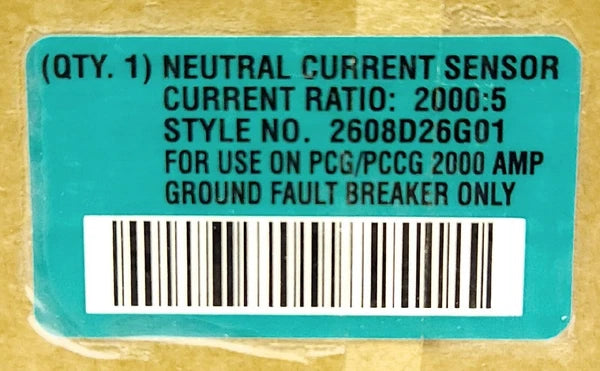 (QTY. 1) NEUTRAL CURRENT SENSOR
CURRENT RATIO: 2000:5
STYLE NO. 2608D26G01
FOR USE ON PCG/PCCG 2000 AMP
GROUND FAULT BREAKER ONLY